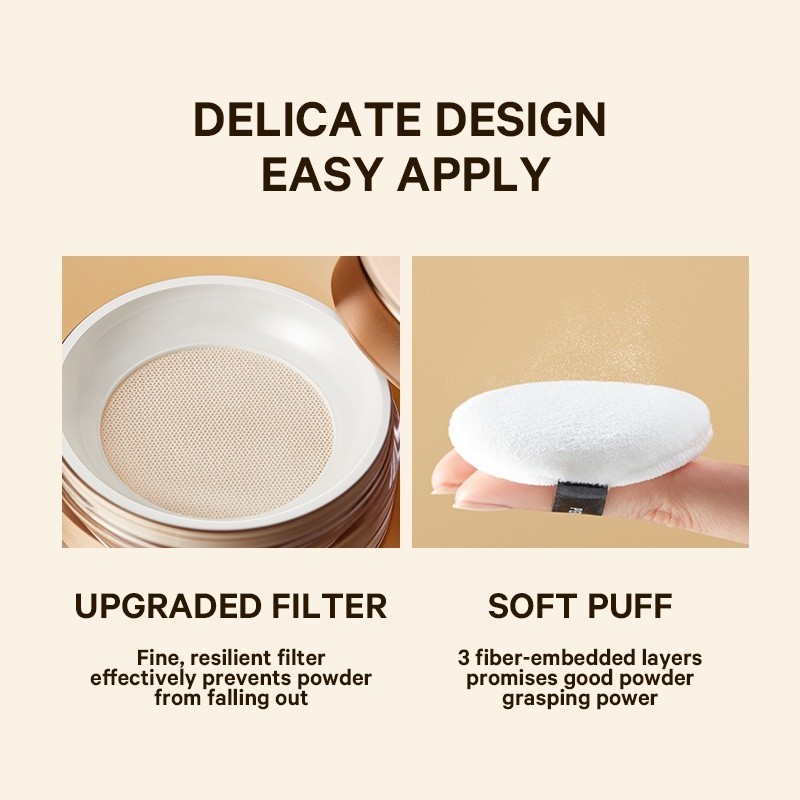 DELICATE DESIGN
EASY APPLY
UPGRADED FILTER
Fine, resilient filter
effectively prevents powder
from falling out
SOFT PUFF
3 fiber-embedded layers
promises good powder
grasping power